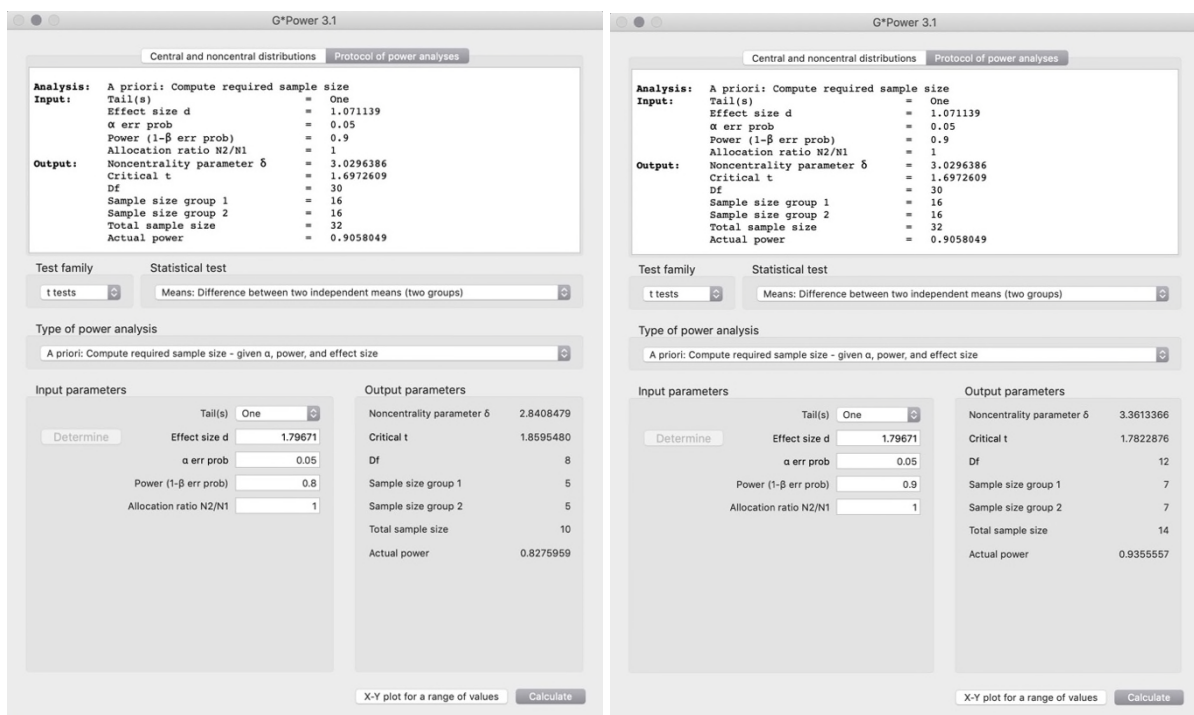 G*Power 3.1
Central and noncentral distributions Protocol of power analyses
Analysis: A priori: Compute required sample size
Input: Tail(s) = One
Effect size d = 1.071139
α err prob = 0.05
Power (1-β err prob) = 0.9
Allocation ratio N2/N1 = 1
Output: Noncentrality parameter δ = 3.0296386
Critical t = 1.6972609
Df = 30
Sample size group 1 = 16
Sample size group 2 = 16
Total sample size = 32
Actual power = 0.9058049
Test family Statistical test
t tests Means: Difference between two independent means (two groups)
Type of power analysis
A priori: Compute required sample size - given α, power, and effect size
Input parameters Output parameters
Tail(s) One Noncentrality parameter δ 2.8408479
Determine Effect size d 1.79671 Critical t 1.8595480
α err prob 0.05 Df 8
Power (1-β err prob) 0.8 Sample size group 1 5
Allocation ratio N2/N1 1 Sample size group 2 5
Total sample size 10
Actual power 0.8275959
X-Y plot for a range of values Calculate
G*Power 3.1
Central and noncentral distributions Protocol of power analyses
Analysis: A priori: Compute required sample size
Input: Tail(s) = One
Effect size d = 1.071139
α err prob = 0.05
Power (1-β err prob) = 0.9
Allocation ratio N2/N1 = 1
Output: Noncentrality parameter δ = 3.0296386
Critical t = 1.6972609
Df = 30
Sample size group 1 = 16
Sample size group 2 = 16
Total sample size = 32
Actual power = 0.9058049
Test family Statistical test
t tests Means: Difference between two independent means (two groups)
Type of power analysis
A priori: Compute required sample size - given α, power, and effect size
Input parameters Output parameters
Tail(s) One Noncentrality parameter δ 3.3613366
Determine Effect size d 1.79671 Critical t 1.7822876
α err prob 0.05 Df 12
Power (1-β err prob) 0.9 Sample size group 1 7
Allocation ratio N2/N1 1 Sample size group 2 7
Total sample size 14
Actual power 0.9355557
X-Y plot for a range of values Calculate